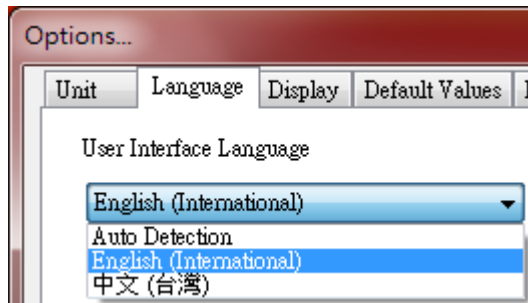 Options...
Unit Language Display Default Values
User Interface Language
English (International)
Auto Detection
English (International)
中文 (台灣)